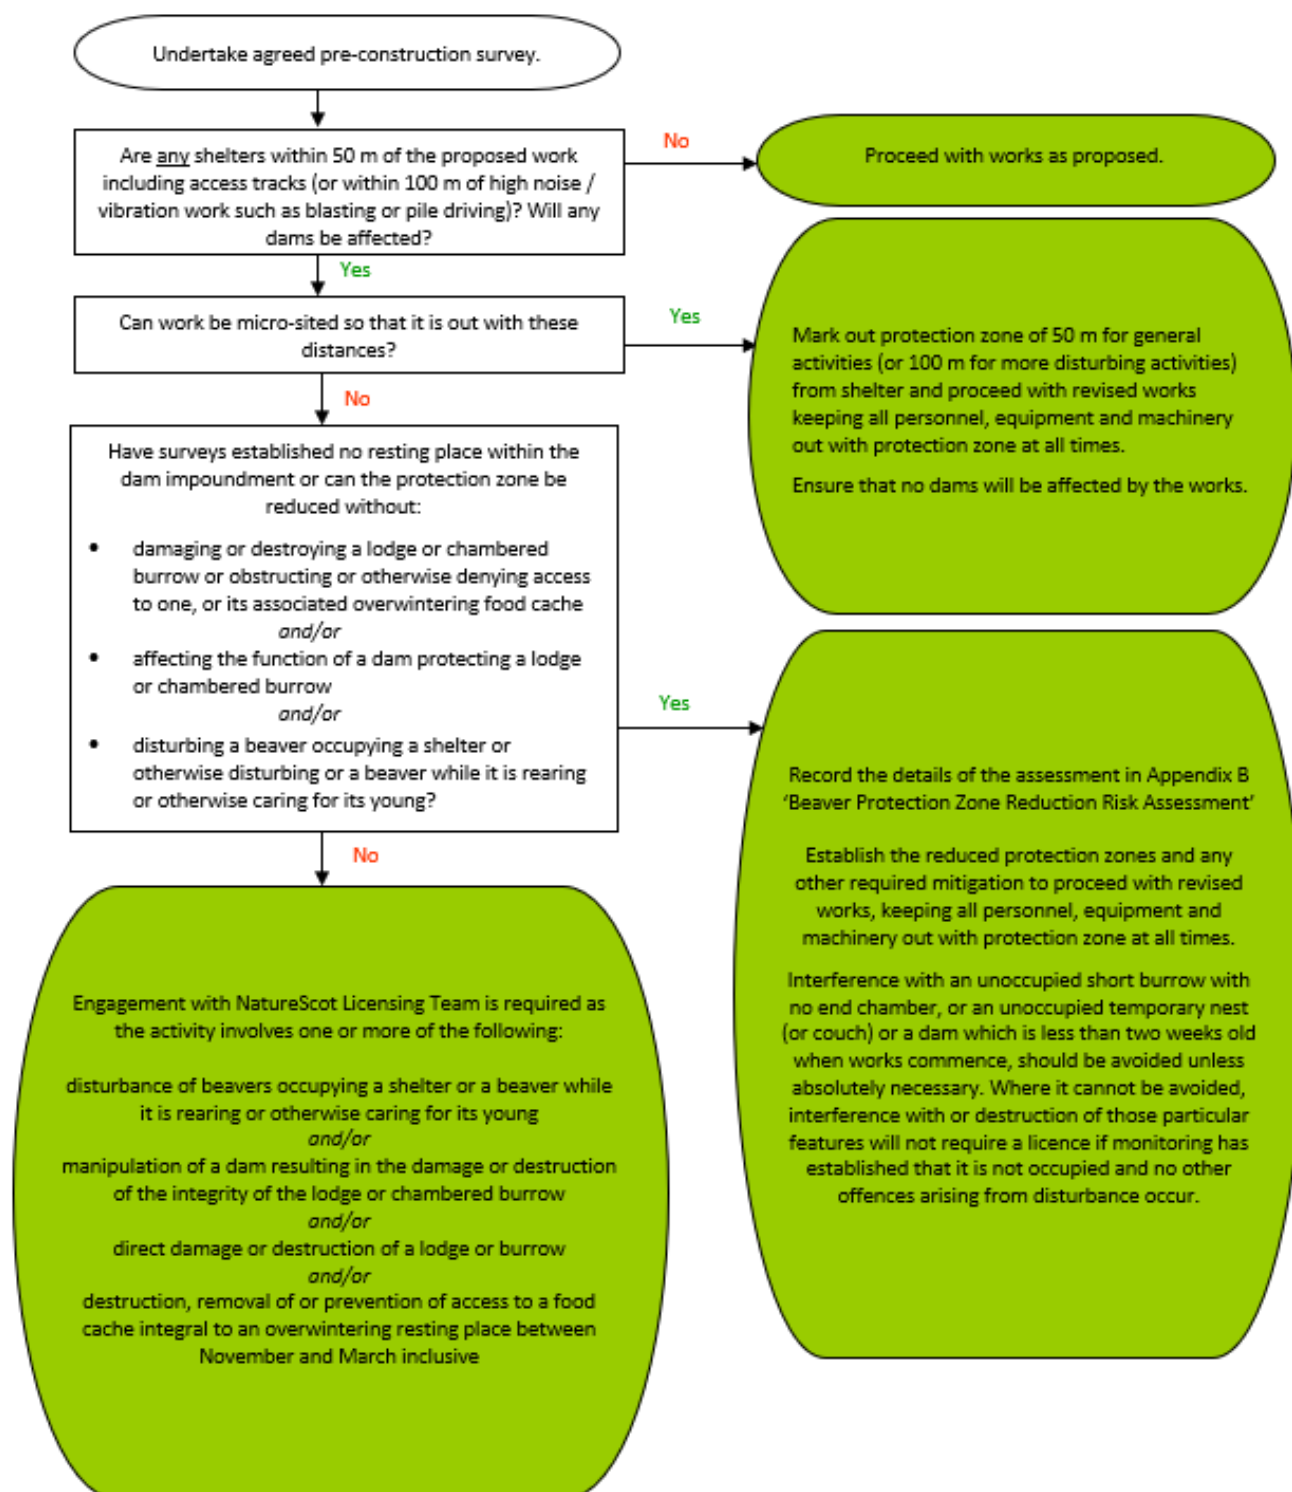 Undertake agreed pre-construction survey.
Are any shelters within 50 m of the proposed work
including access tracks (or within 100 m of high noise /
vibration work such as blasting or pile driving)? Will any
dams be affected?
No
Proceed with works as proposed.
Yes
Can work be micro-sited so that it is out with these
distances?
Yes
Mark out protection zone of 50 m for general
activities (or 100 m for more disturbing activities)
from shelter and proceed with revised works
keeping all personnel, equipment and machinery
out with protection zone at all times.
Ensure that no dams will be affected by the works.
No
Have surveys established no resting place within the
dam impoundment or can the protection zone be
reduced without:
• damaging or destroying a lodge or chambered
burrow or obstructing or otherwise denying access
to one, or its associated overwintering food cache
and/or
• affecting the function of a dam protecting a lodge
or chambered burrow
and/or
• disturbing a beaver occupying a shelter or
otherwise disturbing or a beaver while it is rearing
or otherwise caring for its young?
Yes
Record the details of the assessment in Appendix B
‘Beaver Protection Zone Reduction Risk Assessment’
Establish the reduced protection zones and any
other required mitigation to proceed with revised
works, keeping all personnel, equipment and
machinery out with protection zone at all times.
Interference with an unoccupied short burrow with
no end chamber, or an unoccupied temporary nest
(or couch) or a dam which is less than two weeks old
when works commence, should be avoided unless
absolutely necessary. Where it cannot be avoided,
interference with or destruction of those particular
features will not require a licence if monitoring has
established that it is not occupied and no other
offences arising from disturbance occur.
No
Engagement with NatureScot Licensing Team is required as
the activity involves one or more of the following:
disturbance of beavers occupying a shelter or a beaver while
it is rearing or otherwise caring for its young
and/or
manipulation of a dam resulting in the damage or destruction
of the integrity of the lodge or chambered burrow
and/or
direct damage or destruction of a lodge or burrow
and/or
destruction, removal of or prevention of access to a food
cache integral to an overwintering resting place between
November and March inclusive